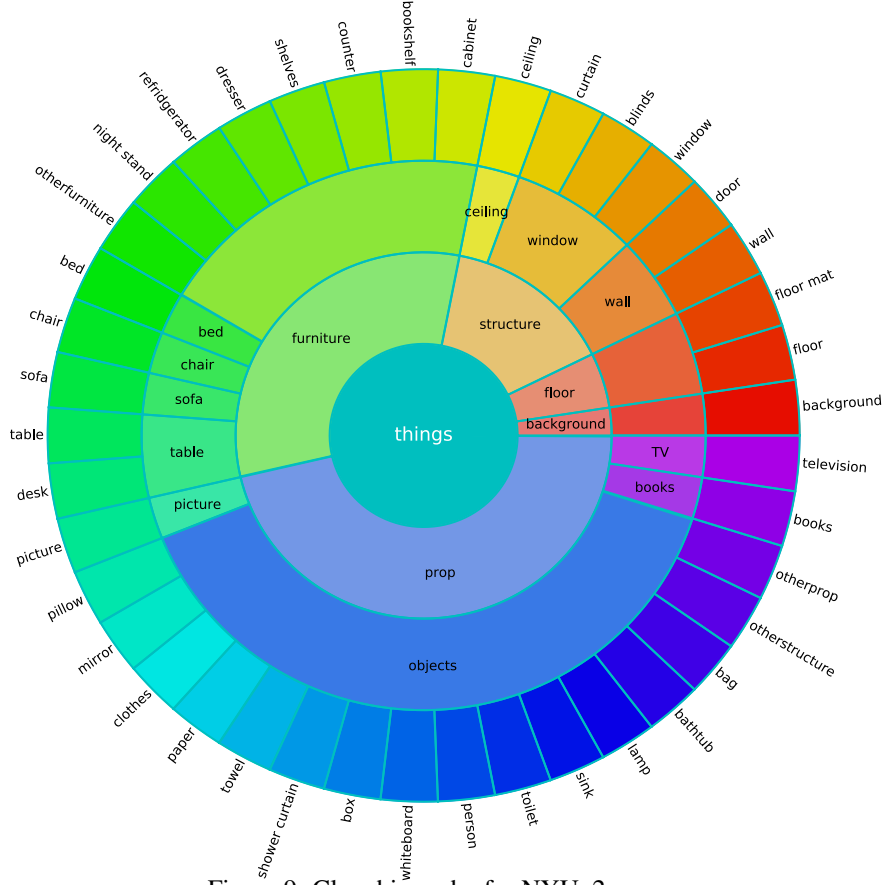 bookshelf
cabinet
ceiling
curtain
blinds
window
door
wall
floor mat
floor
background
television
books
otherprop
otherstructure
bag
bathtub
lamp
sink
toilet
person
whiteboard
box
shower curtain
towel
paper
clothes
mirror
pillow
picture
desk
table
sofa
chair
bed
otherfurniture
night stand
refridgerator
dresser
shelves
counter
ceiling
window
wall
structure
furniture
bed
chair
sofa
table
picture
floor
background
things
TV
books
prop
objects